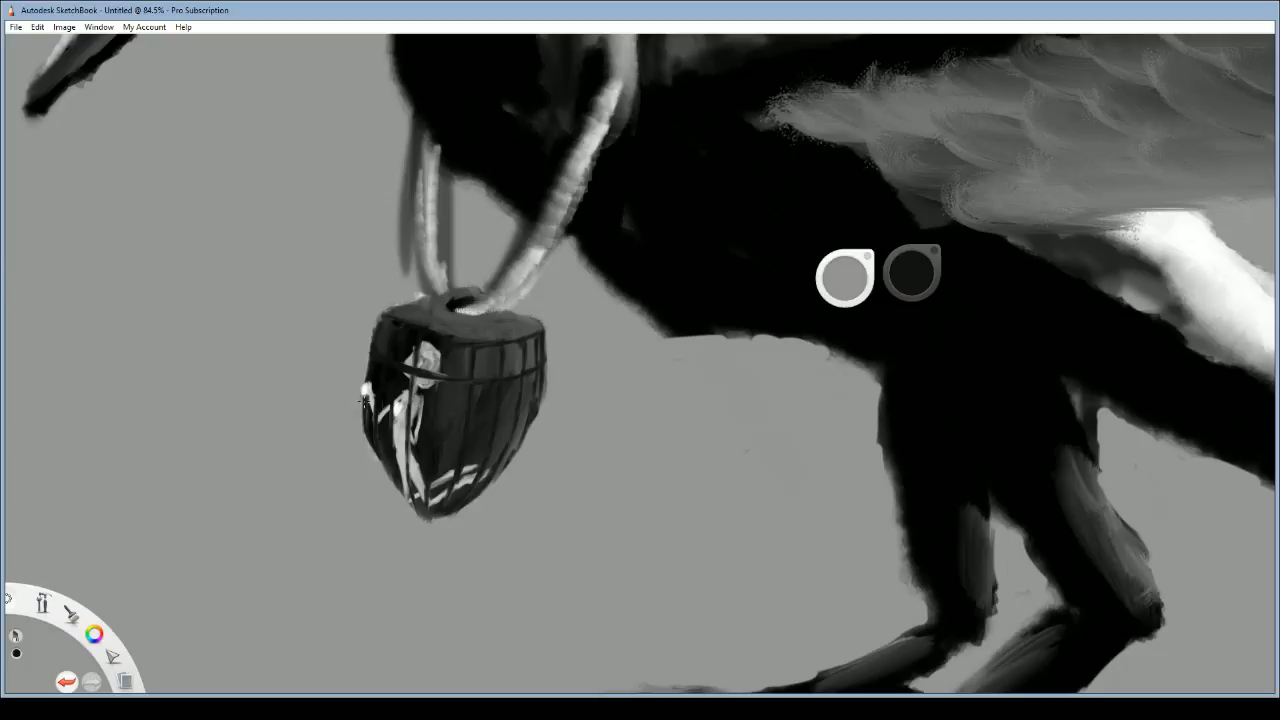 Autodesk SketchBook - Untitled @ 84.5% - Pro Subscription
File Edit Image Window My Account Help